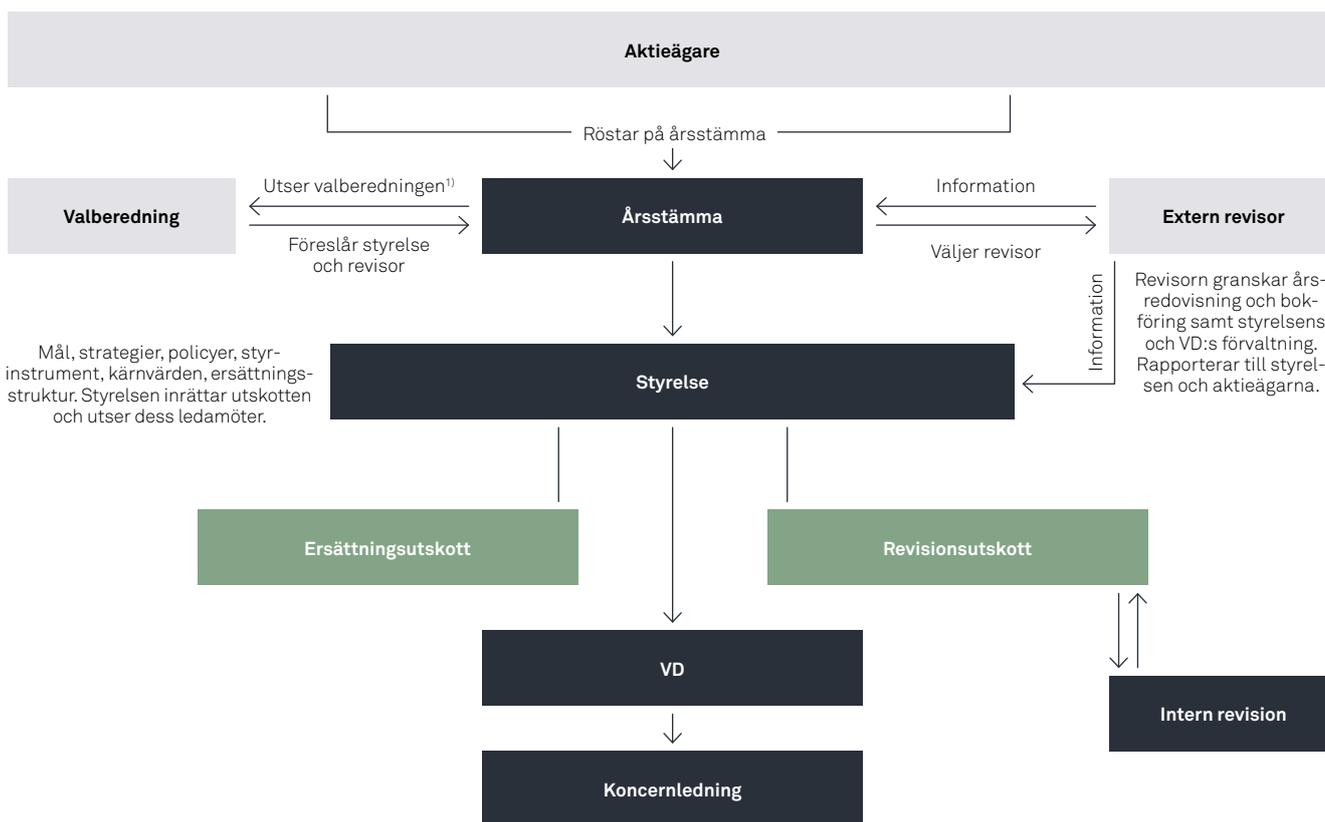 Aktieägare
Röstar på årsstämma
Utser valberedningen1)
Information
Valberedning
Årsstämma
Extern revisor
Föreslår styrelse
och revisor
Väljer revisor
Information
Revisorn granskar års-
redovisning och bok-
föring samt styrelsens
och VD:s förvaltning.
Rapporterar till styrel-
sen och aktieägarna.
Mål, strategier, policyer, styr-
instrument, kärnvärden, ersättnings-
struktur. Styrelsen inrättar utskotten
och utser dess ledamöter.
Styrelse
Ersättningsutskott
Revisionsutskott
VD
Intern revision
Koncernledning